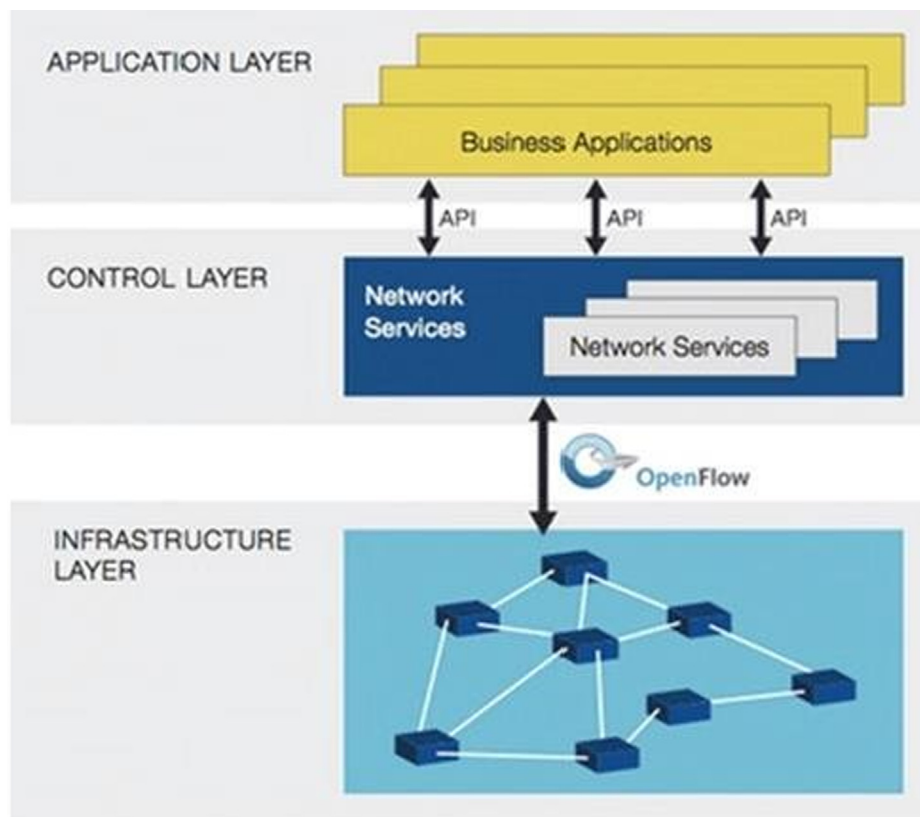 APPLICATION LAYER
Business Applications
API API API
CONTROL LAYER
Network
Services
Network Services
OpenFlow
INFRASTRUCTURE
LAYER